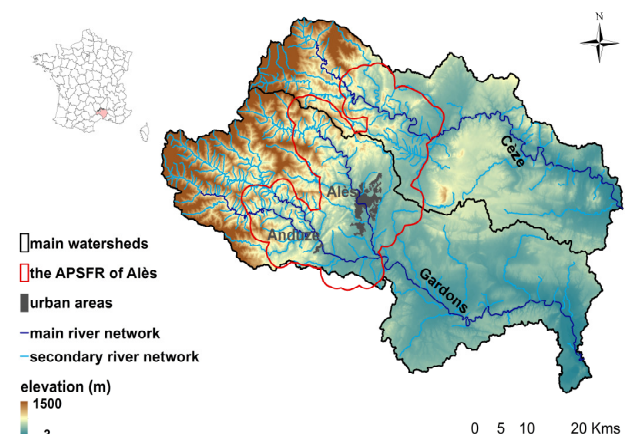 N
Cèze
Alès
Anduze
Gardons
main watersheds
the APSFR of Alès
urban areas
main river network
secondary river network
elevation (m)
1500
0 5 10 20 Kms